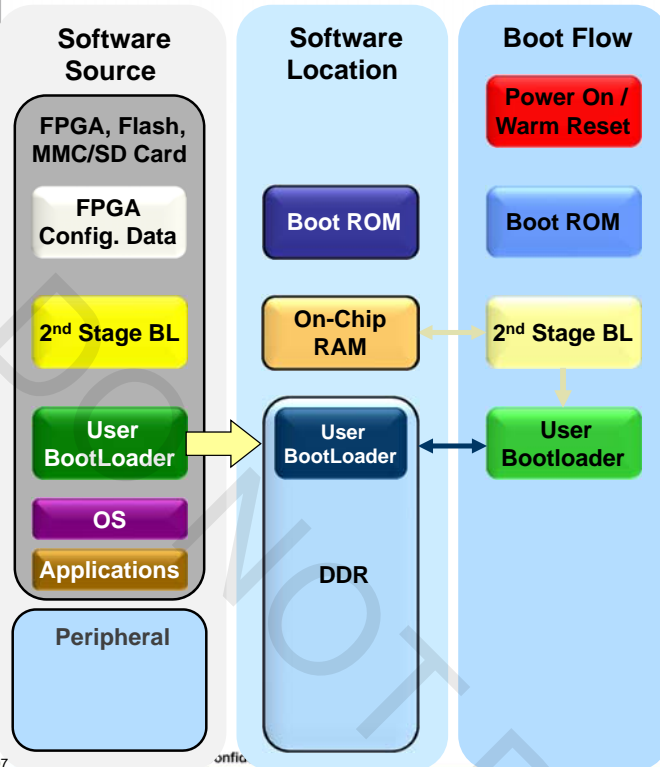 Software
Source
FPGA, Flash,
MMC/SD Card
FPGA
Config. Data
2nd Stage BL
User
BootLoader
OS
Applications
Peripheral
Software
Location
Boot ROM
On-Chip
RAM
User
BootLoader
DDR
Boot Flow
Power On /
Warm Reset
Boot ROM
2nd Stage BL
User
Bootloader
DO NOT
7